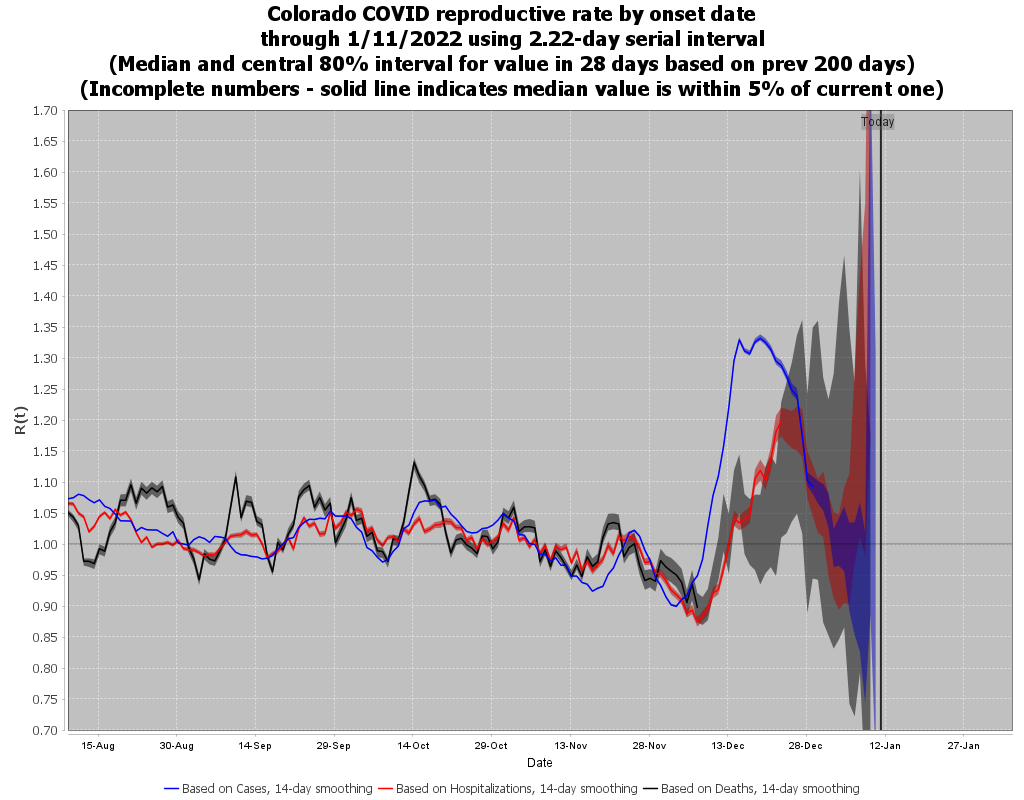 Colorado COVID reproductive rate by onset date
through 1/11/2022 using 2.22-day serial interval
(Median and central 80% interval for value in 28 days based on prev 200 days)
(Incomplete numbers - solid line indicates median value is within 5% of current one)
Today
R(t)
1.70
1.65
1.60
1.55
1.50
1.45
1.40
1.35
1.30
1.25
1.20
1.15
1.10
1.05
1.00
0.95
0.90
0.85
0.80
0.75
0.70
15-Aug 30-Aug 14-Sep 29-Sep 14-Oct 29-Oct 13-Nov 28-Nov 13-Dec 28-Dec 12-Jan 27-Jan
Date
Based on Cases, 14-day smoothing Based on Hospitalizations, 14-day smoothing Based on Deaths, 14-day smoothing